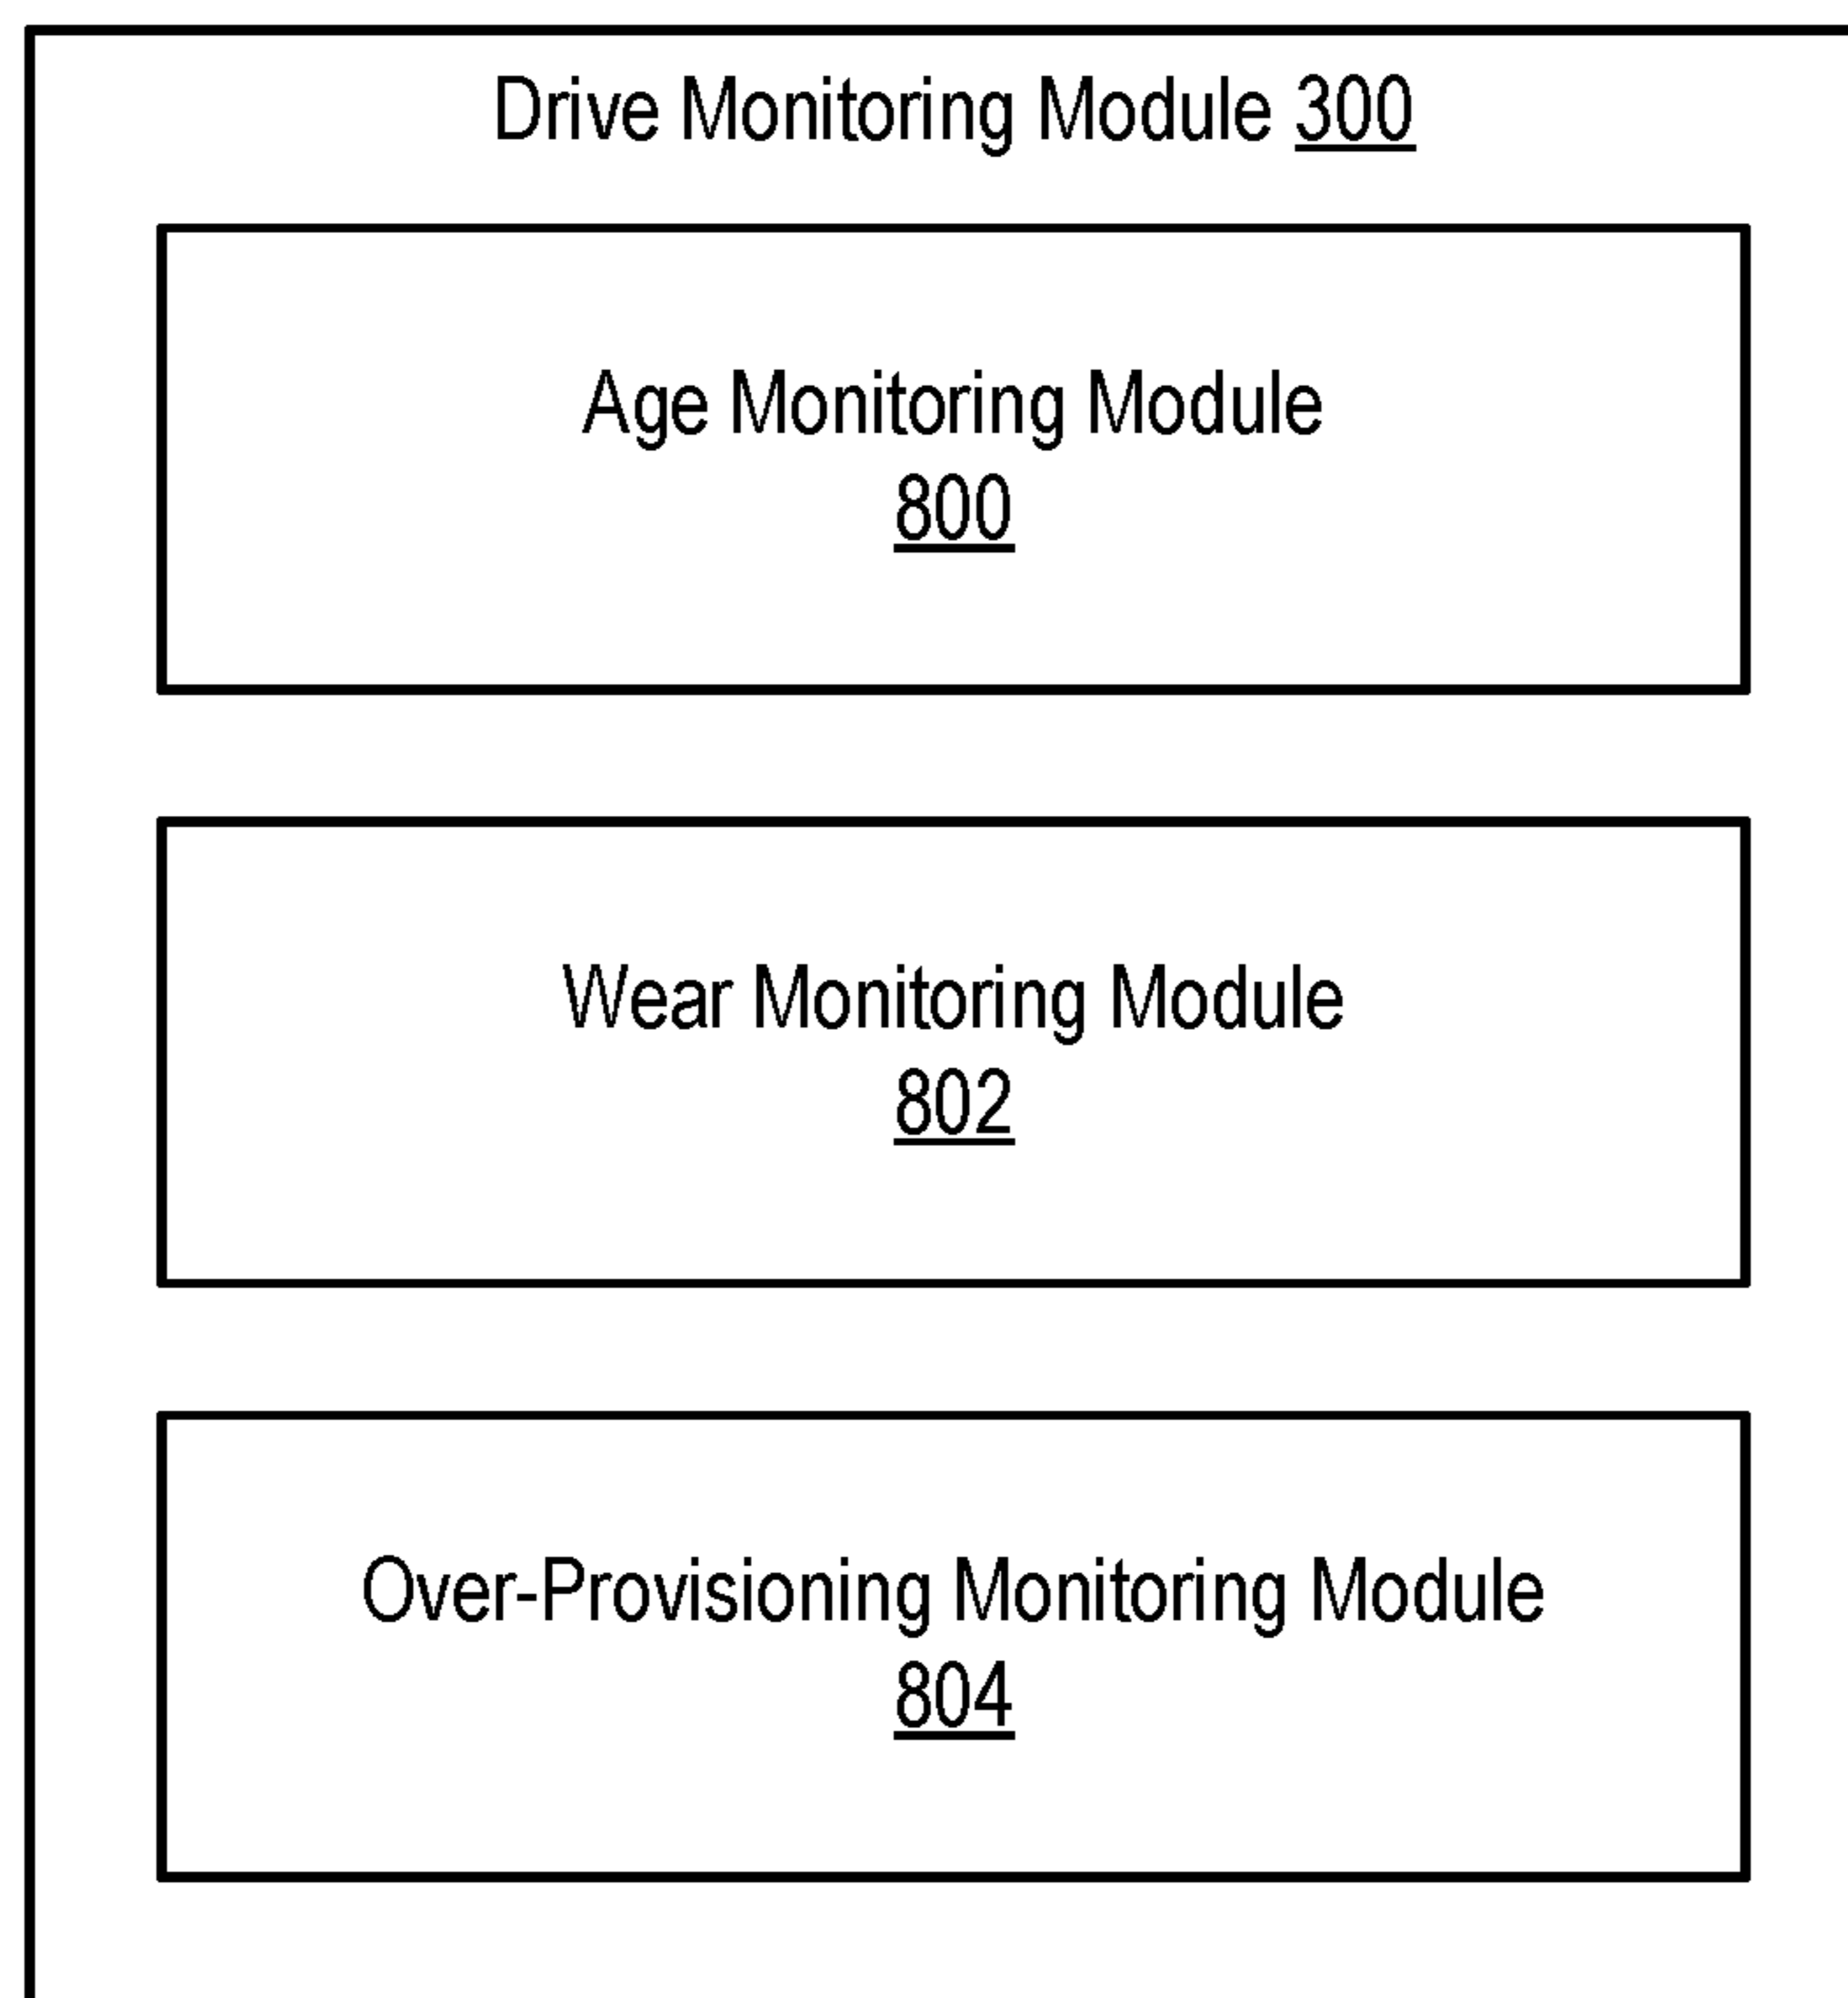 Drive Monitoring Module 300
Age Monitoring Module
800
Wear Monitoring Module
802
Over-Provisioning Monitoring Module
804